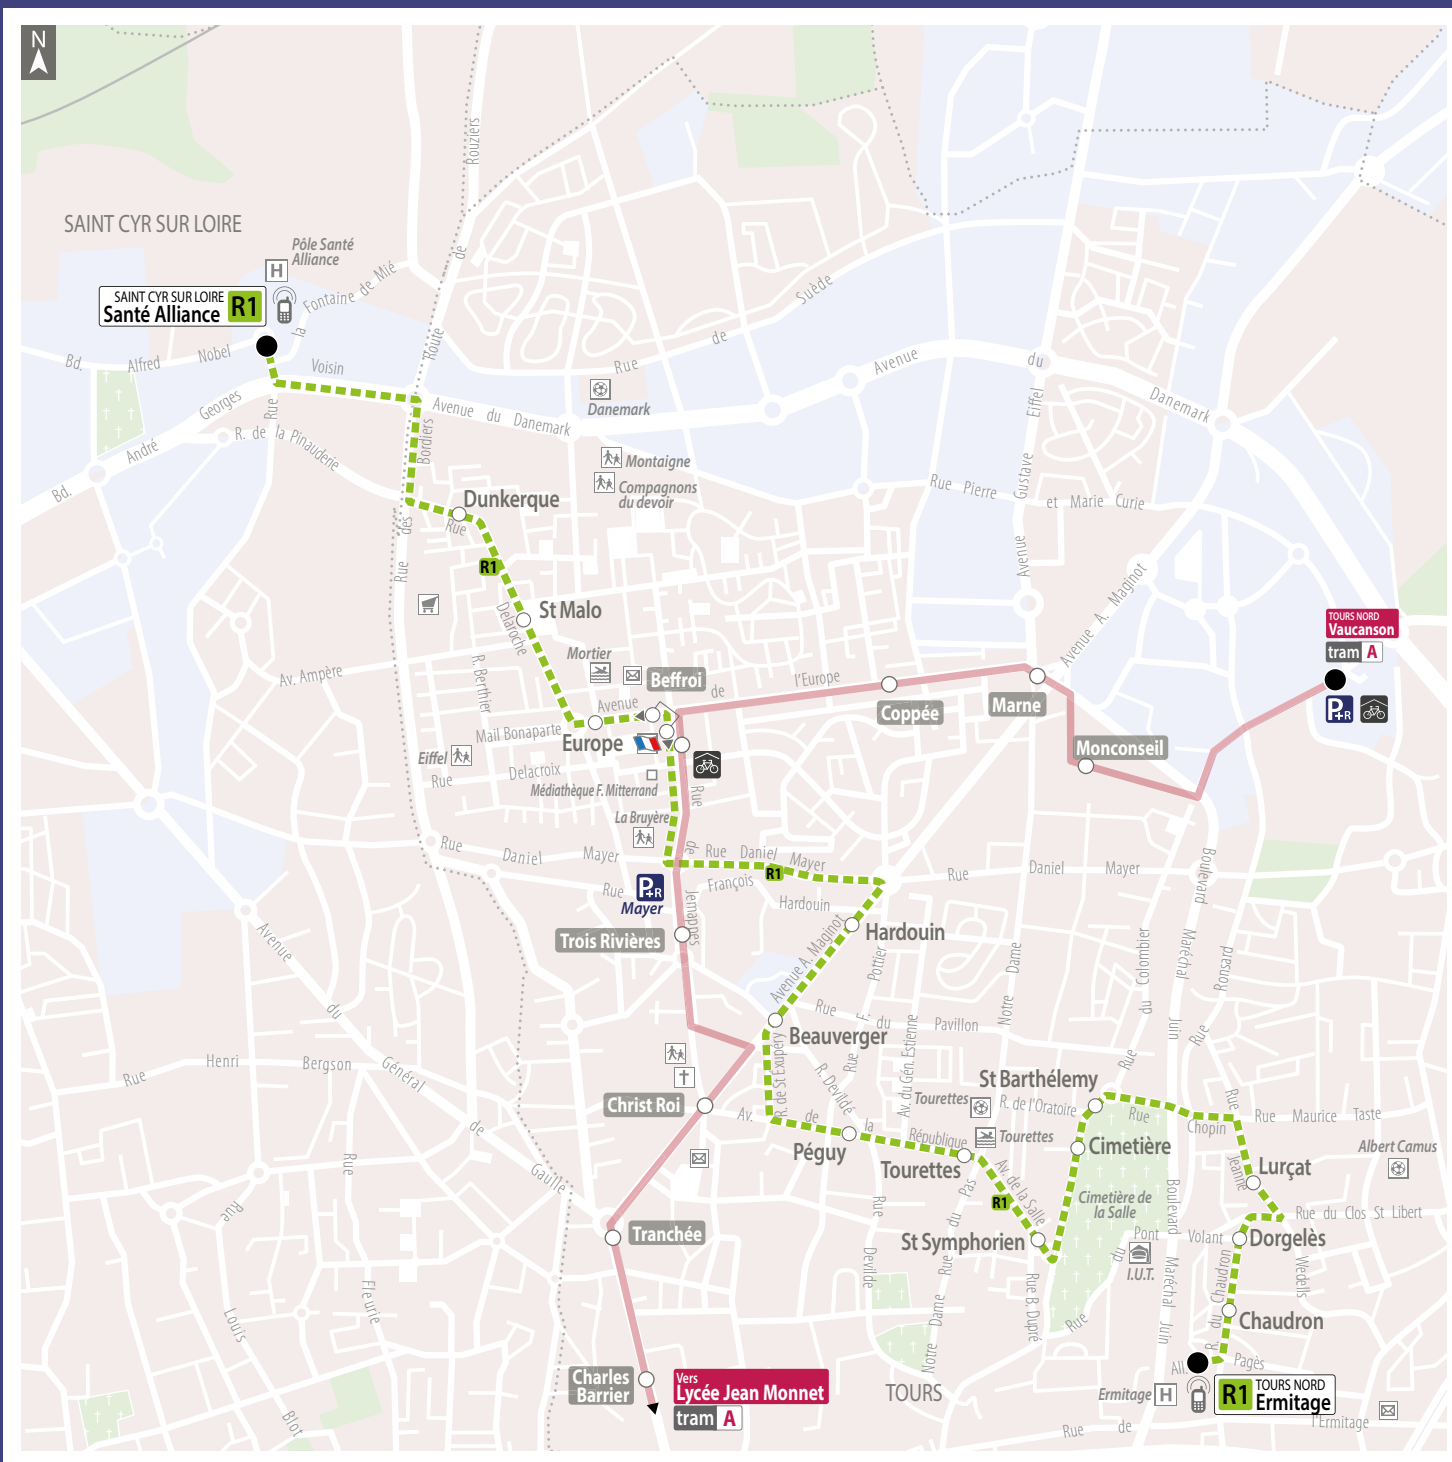 N
SAINT CYR SUR LOIRE
Pôle Santé
Alliance
H
SAINT CYR SUR LOIRE
Santé Alliance
R1
Rue de la Fontaine de Mié
Route de Rouziers
Bd. Alfred Nobel
Bd. André Georges Voisin
R. de la Pinauderie
Rue des Bordiers
Avenue du Danemark
Rue de Suède
Danemark
Avenue du Danemark
Montaigne
Compagnons
du devoir
Rue Pierre et Marie Curie
Avenue Gustave Eiffel
Avenue A. Maginot
Dunkerque
R1
Rue Delaroche
St Malo
Mortier
Beffroi
Av. Ampère
R. Berthier
Avenue de l'Europe
Mail Bonaparte
Europe
Coppée
Marne
Monconseil
TOURS NORD
Vaucanson
tram A
P+R
Eiffel
Rue Delacroix
Médiathèque F. Mitterrand
La Bruyère
Rue Daniel Mayer
Rue de Jemappes
Rue Daniel Mayer
R1
Rue Daniel Mayer
Rue François Hardouin
P+R
Mayer
Trois Rivières
Hardouin
Avenue A. Maginot
Boulevard Maréchal Juin
Rue Ronsard
Rue du Colombier
Notre Dame
Rue F. Pottier
Rue du Pavillon
Beauverger
R. de St Exupéry
R. Devildé
Av. du Gén. Estienne
Avenue du Général de Gaulle
Rue Henri Bergson
Christ Roi
St Barthélemy
Tourettes
R. de l'Oratoire
Tourettes
Av. de la République
Péguy
Tourettes
Cimetière
Cimetière de
la Salle
Rue Chopin
Rue Maurice Taste
Albert Camus
Rue Jeanne
Wedells
Lurçat
Rue du Clos St Libert
Av. de la Salle
R1
St Symphorien
Rue du Pont Volant
Dorgelès
I.U.T.
Boulevard Maréchal Juin
R. du Chaudron
Chaudron
All. Pagès
Rue Devildé
Rue du Pas Notre Dame
Rue B. Dupré
Tranchée
Rue Fleurie
Rue Louis Blot
Charles
Barrier
Vers
Lycée Jean Monnet
tram A
TOURS
Ermitage H
R1
TOURS NORD
Ermitage
Rue de l'Ermitage